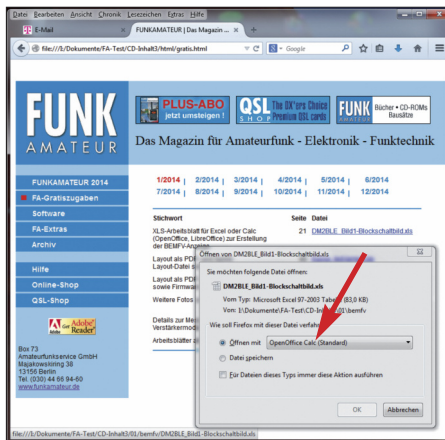 Datei Bearbeiten Ansicht Chronik Lesezeichen Extras Hilfe
E-Mail
FUNKAMATEUR | Das Magazin ...
file:///I:/Dokumente/FA-Test/CD-Inhalt3/html/gratis.html
Google
FUNK
AMATEUR
PLUS-ABO
jetzt umsteigen !
QSL
SHOP
The DX'ers Choice
Premium QSL cards
FUNK
AMATEUR
Bücher • CD-ROMs
Bausätze
Das Magazin für Amateurfunk - Elektronik - Funktechnik
FUNKAMATEUR 2014
FA-Gratiszugaben
Software
FA-Extras
Archiv
Hilfe
Online-Shop
QSL-Shop
Get Adobe
Reader
Box 73
Amateurfunkservice GmbH
Majakowskiring 38
13156 Berlin
Tel. (030) 44 66 94-60
www.funkamateur.de
1/2014 | 2/2014 | 3/2014 | 4/2014 | 5/2014 | 6/2014
7/2014 | 8/2014 | 9/2014 | 10/2014 | 11/2014 | 12/2014
Stichwort Seite Datei
XLS-Arbeitsblatt für Excel oder Calc 21 DM2BLE_Bild1-Blockschaltbild.xls
(OpenOffice, LibreOffice) zur Erstellung
der BEMFV-Anzeige
Layout als PDF
Layout-Datei
Layout als PDF
sowie Firmwa
Weitere Fotos
Details zur Me
Verstärkermod
Arbeitsblätter
Öffnen von DM2BLE_Bild1-Blockschaltbild.xls
Sie möchten folgende Datei öffnen:
DM2BLE_Bild1-Blockschaltbild.xls
Vom Typ: Microsoft Excel 97-2003 (83,0 KB)
Von: I:\Dokumente\FA-Test\CD-Inhalt3\01\bemfv
Wie soll Firefox mit dieser Datei verfahren?
Öffnen mit OpenOffice Calc (Standard)
Datei speichern
Für Dateien dieses Typs immer diese Aktion ausführen
OK Abbrechen
file:///I:/Dokumente/FA-Test/CD-Inhalt3/01/bemfv/DM2BLE_Bild1-Blockschaltbild.xls